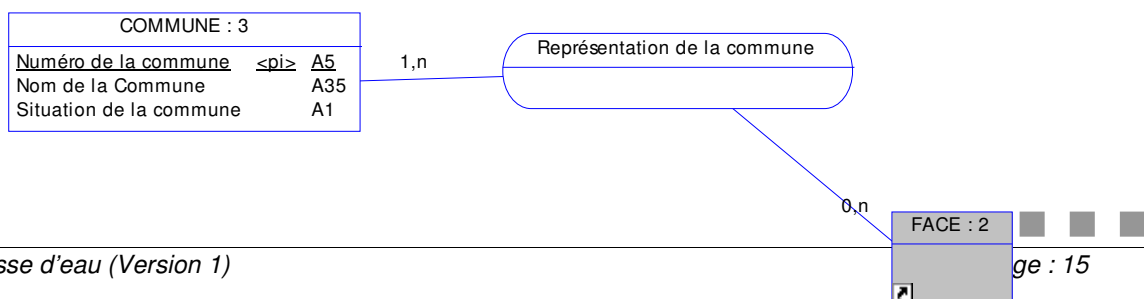 COMMUNE : 3
Numéro de la commune <pi> A5
Nom de la Commune A35
Situation de la commune A1
1,n
Représentation de la commune
0,n
FACE : 2
sse d'eau (Version 1)
ge : 15